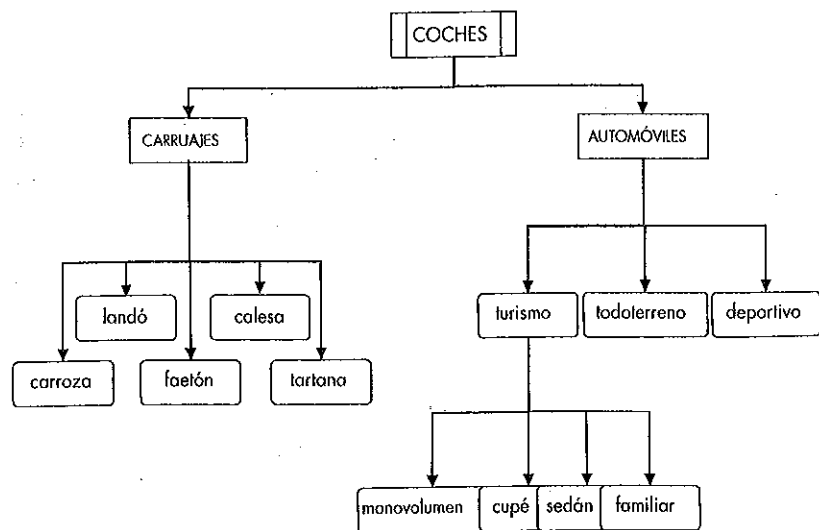 COCHES
CARRUAJES
AUTOMÓVILES
landó
calesa
turismo
todoterreno
deportivo
carroza
faetón
tartana
monovolumen
cupé
sedán
familiar